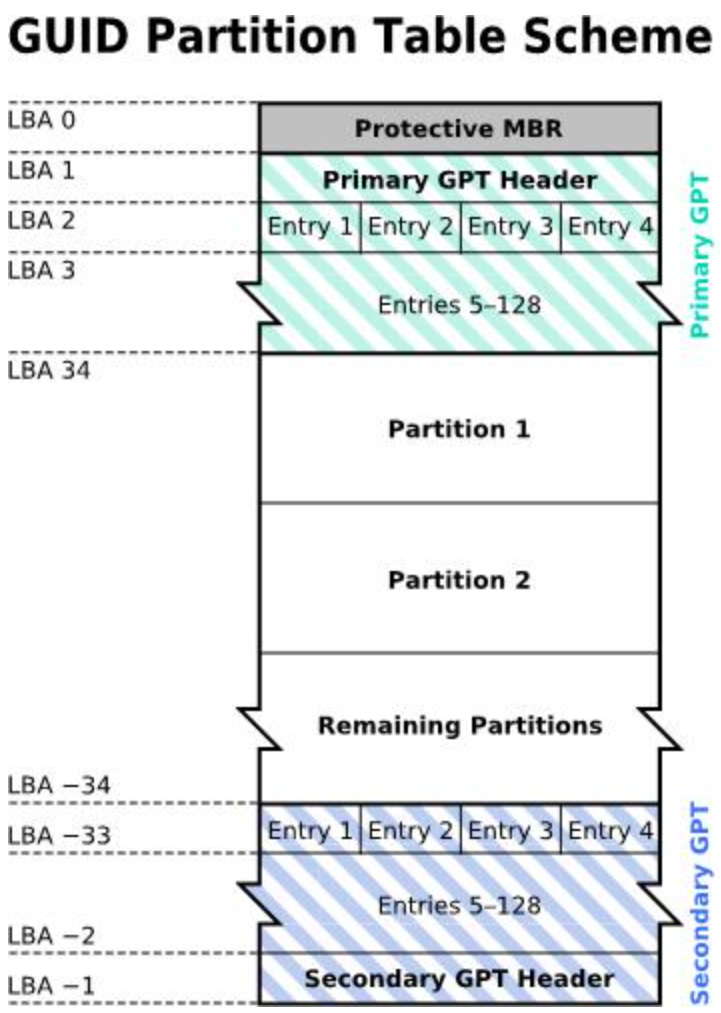 GUID Partition Table Scheme
LBA 0
Protective MBR
LBA 1
Primary GPT Header
LBA 2
Entry 1 Entry 2 Entry 3 Entry 4
LBA 3
Entries 5–128
Primary GPT
LBA 34
Partition 1
Partition 2
Remaining Partitions
LBA −34
LBA −33
Entry 1 Entry 2 Entry 3 Entry 4
Entries 5–128
LBA −2
Secondary GPT Header
LBA −1
Secondary GPT